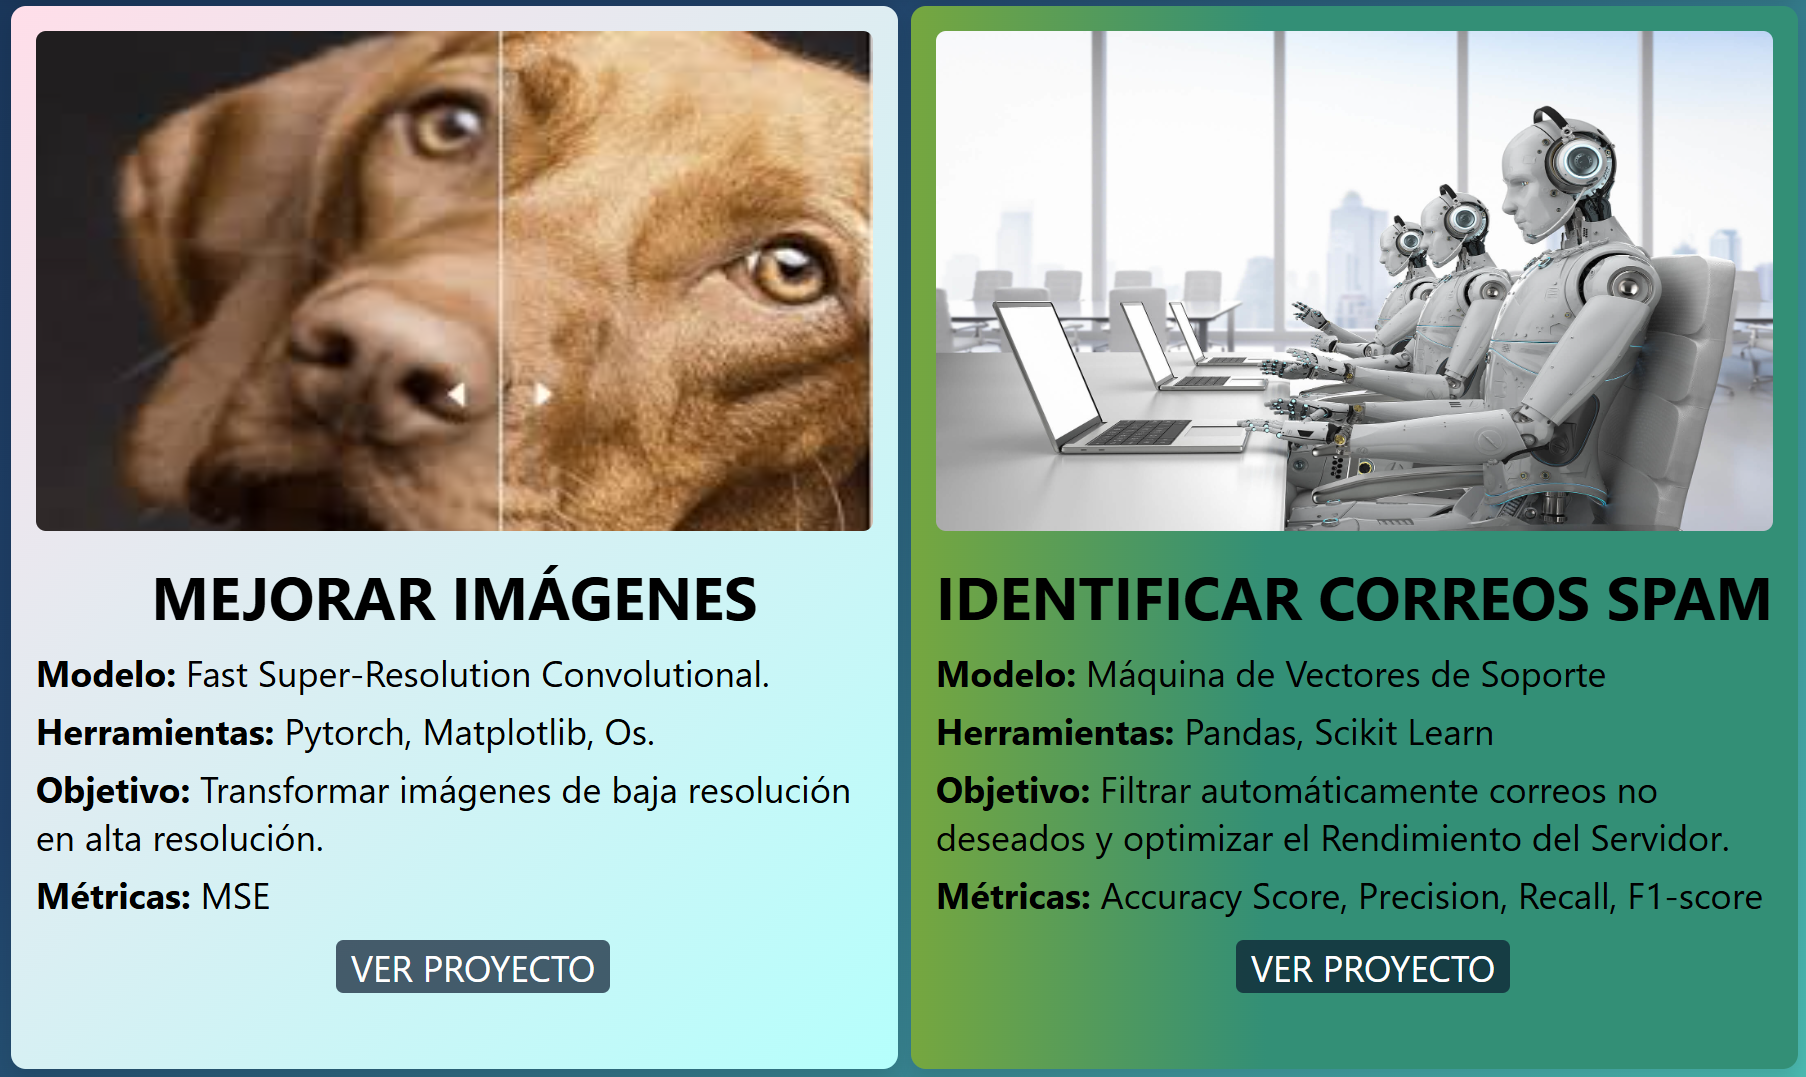 MEJORAR IMÁGENES
Modelo: Fast Super-Resolution Convolutional.
Herramientas: Pytorch, Matplotlib, Os.
Objetivo: Transformar imágenes de baja resolución
en alta resolución.
Métricas: MSE
VER PROYECTO
IDENTIFICAR CORREOS SPAM
Modelo: Máquina de Vectores de Soporte
Herramientas: Pandas, Scikit Learn
Objetivo: Filtrar automáticamente correos no
deseados y optimizar el Rendimiento del Servidor.
Métricas: Accuracy Score, Precision, Recall, F1-score
VER PROYECTO